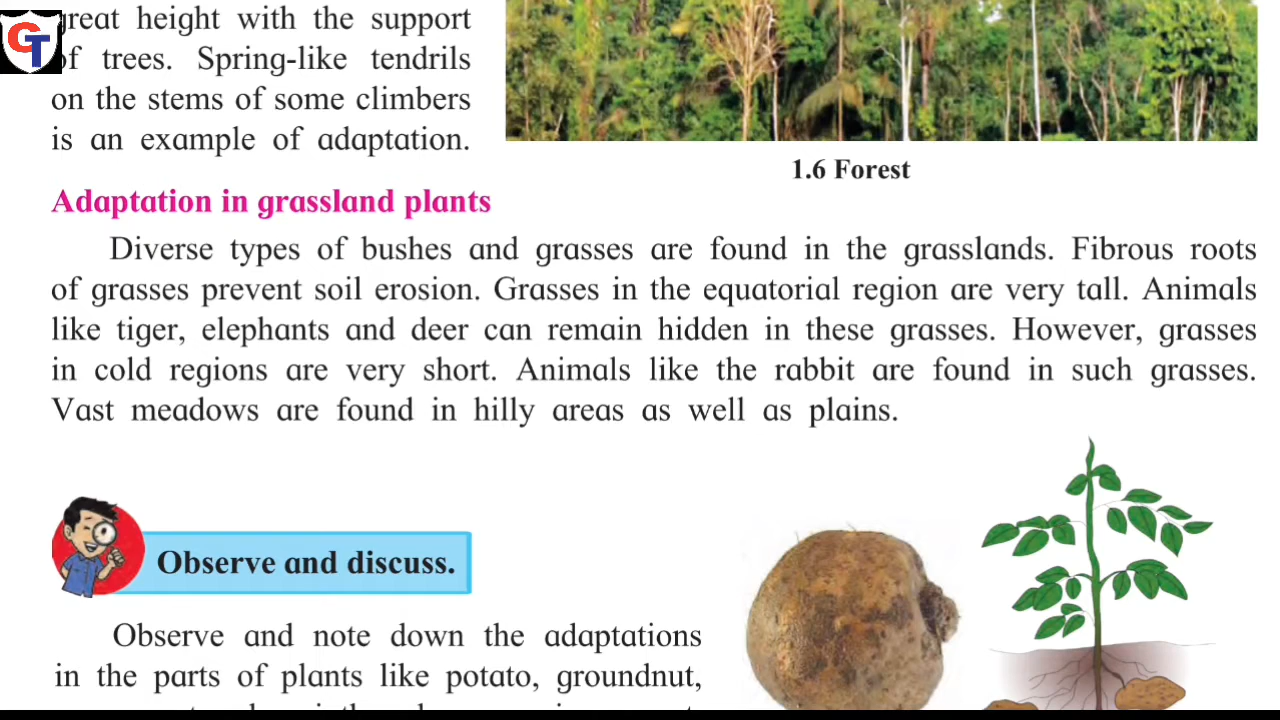 GT
great height with the support
of trees. Spring-like tendrils
on the stems of some climbers
is an example of adaptation.
1.6 Forest
Adaptation in grassland plants
Diverse types of bushes and grasses are found in the grasslands. Fibrous roots
of grasses prevent soil erosion. Grasses in the equatorial region are very tall. Animals
like tiger, elephants and deer can remain hidden in these grasses. However, grasses
in cold regions are very short. Animals like the rabbit are found in such grasses.
Vast meadows are found in hilly areas as well as plains.
Observe and discuss.
Observe and note down the adaptations
in the parts of plants like potato, groundnut,